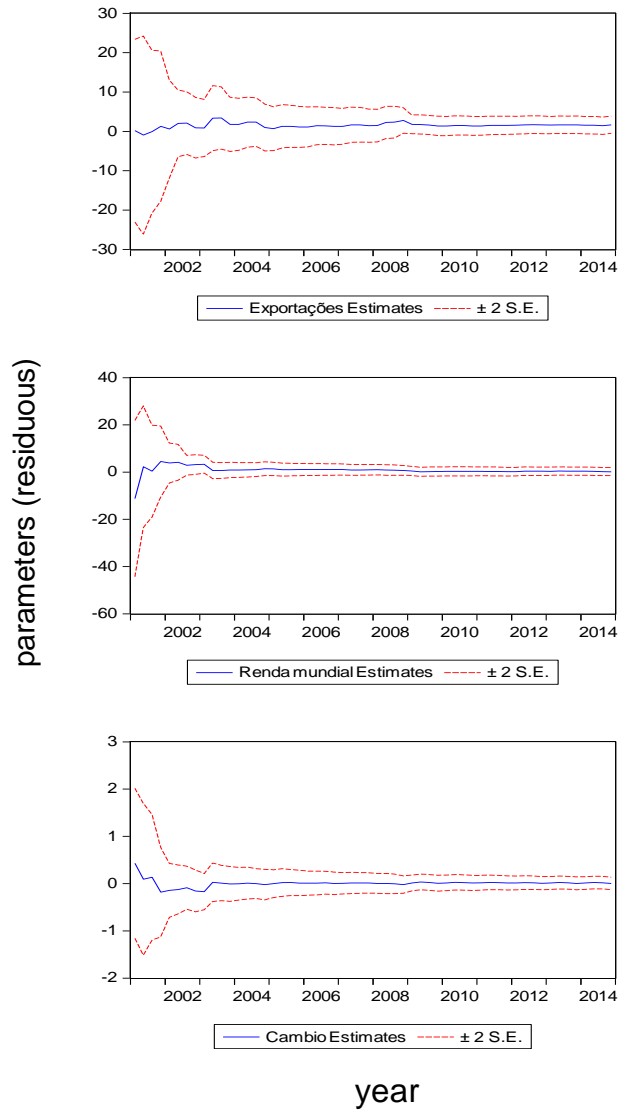 30
20
10
0
-10
-20
-30
2002 2004 2006 2008 2010 2012 2014
Exportações Estimates ± 2 S.E.
parameters (residuous)
40
20
0
-20
-40
-60
2002 2004 2006 2008 2010 2012 2014
Renda mundial Estimates ± 2 S.E.
3
2
1
0
-1
-2
2002 2004 2006 2008 2010 2012 2014
Cambio Estimates ± 2 S.E.
year